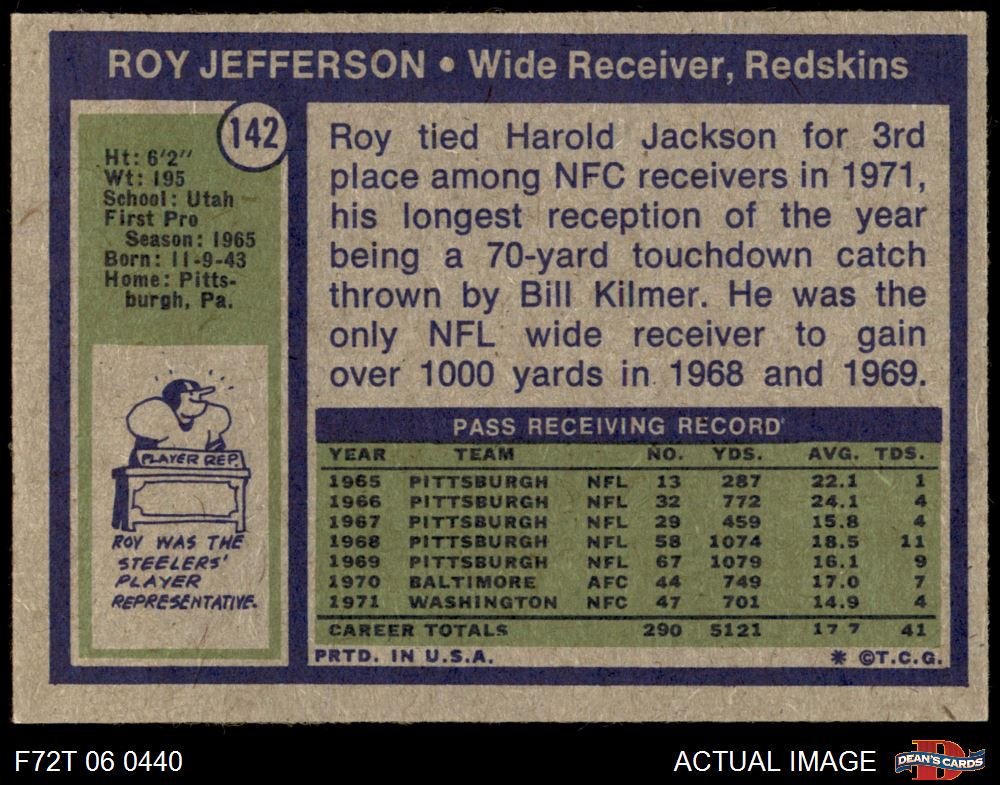 ROY JEFFERSON • Wide Receiver, Redskins
142
Ht: 6'2''
Wt: 195
School: Utah
First Pro
Season: 1965
Born: 11-9-43
Home: Pitts-
burgh, Pa.
PLAYER REP.
ROY WAS THE
STEELERS'
PLAYER
REPRESENTATIVE.
Roy tied Harold Jackson for 3rd
place among NFC receivers in 1971,
his longest reception of the year
being a 70-yard touchdown catch
thrown by Bill Kilmer. He was the
only NFL wide receiver to gain
over 1000 yards in 1968 and 1969.
PASS RECEIVING RECORD
YEAR TEAM NO. YDS. AVG. TDS.
1965 PITTSBURGH NFL 13 287 22.1 1
1966 PITTSBURGH NFL 32 772 24.1 4
1967 PITTSBURGH NFL 29 459 15.8 4
1968 PITTSBURGH NFL 58 1074 18.5 11
1969 PITTSBURGH NFL 67 1079 16.1 9
1970 BALTIMORE AFC 44 749 17.0 7
1971 WASHINGTON NFC 47 701 14.9 4
CAREER TOTALS 290 5121 17 7 41
PRTD. IN U.S.A. * ©T.C.G.
F72T 06 0440 ACTUAL IMAGE D DEAN'S CARDS